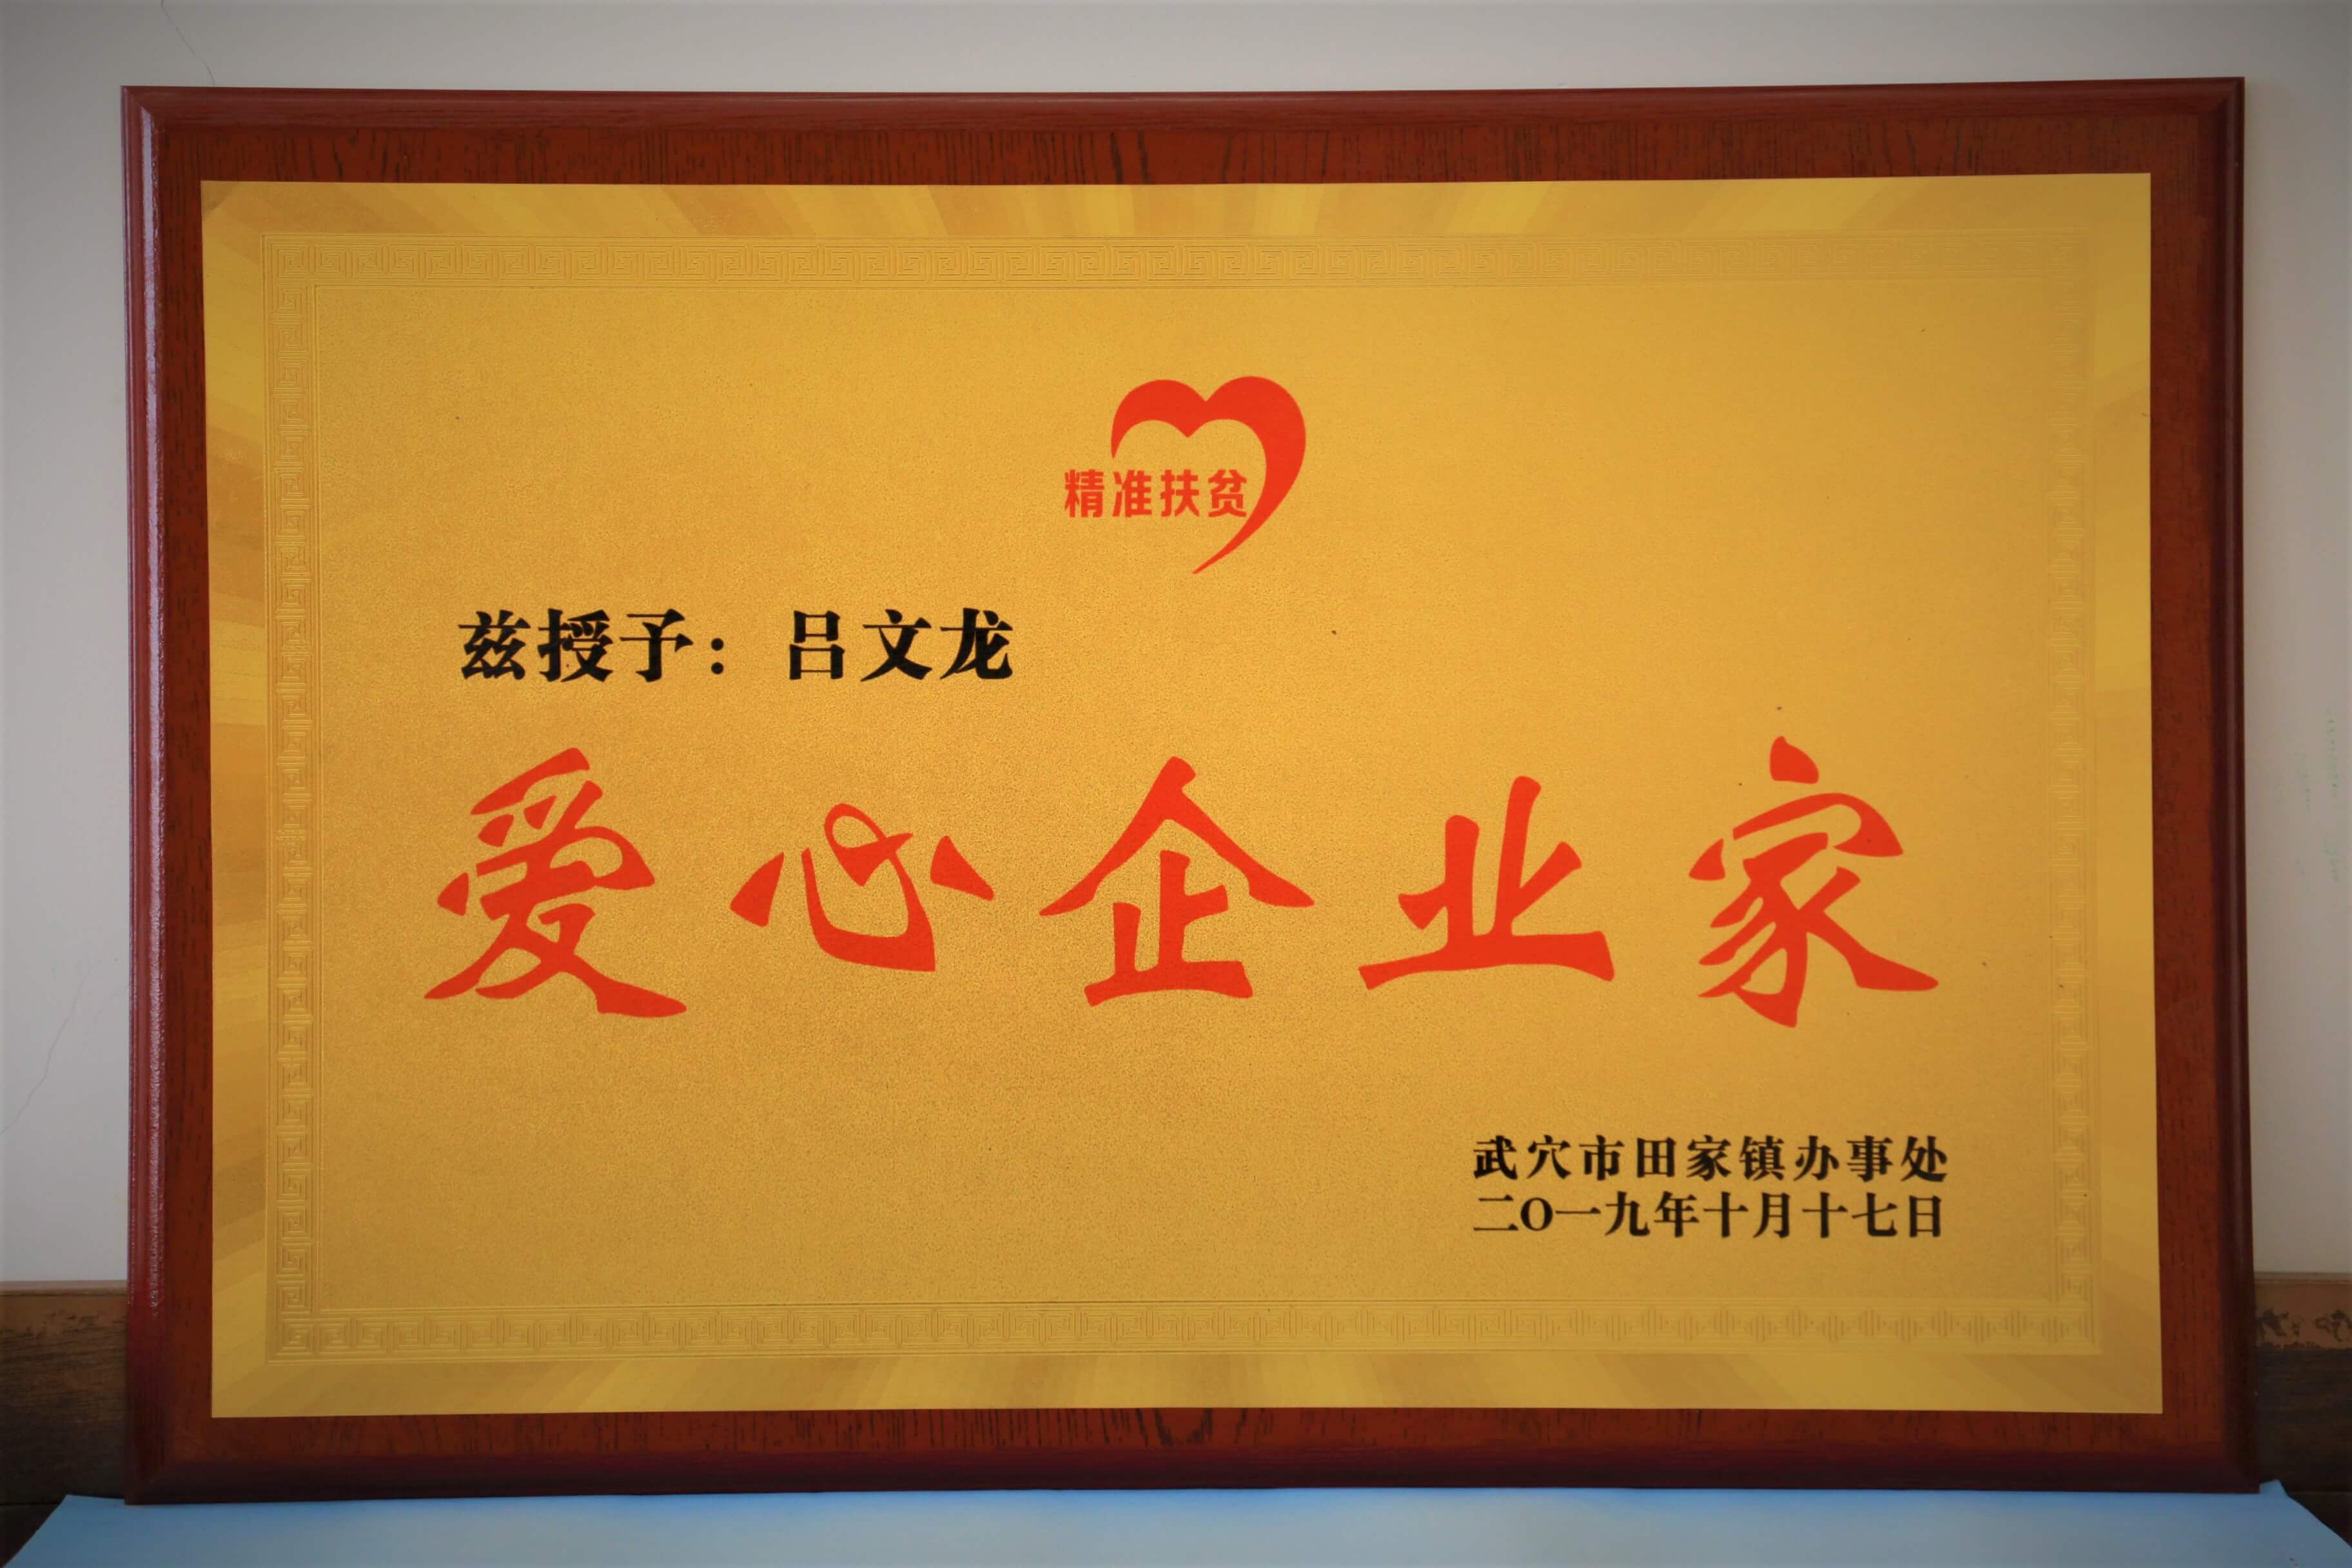 精准扶贫
兹授予：吕文龙
爱心企业家
武穴市田家镇办事处
二〇一九年十月十七日